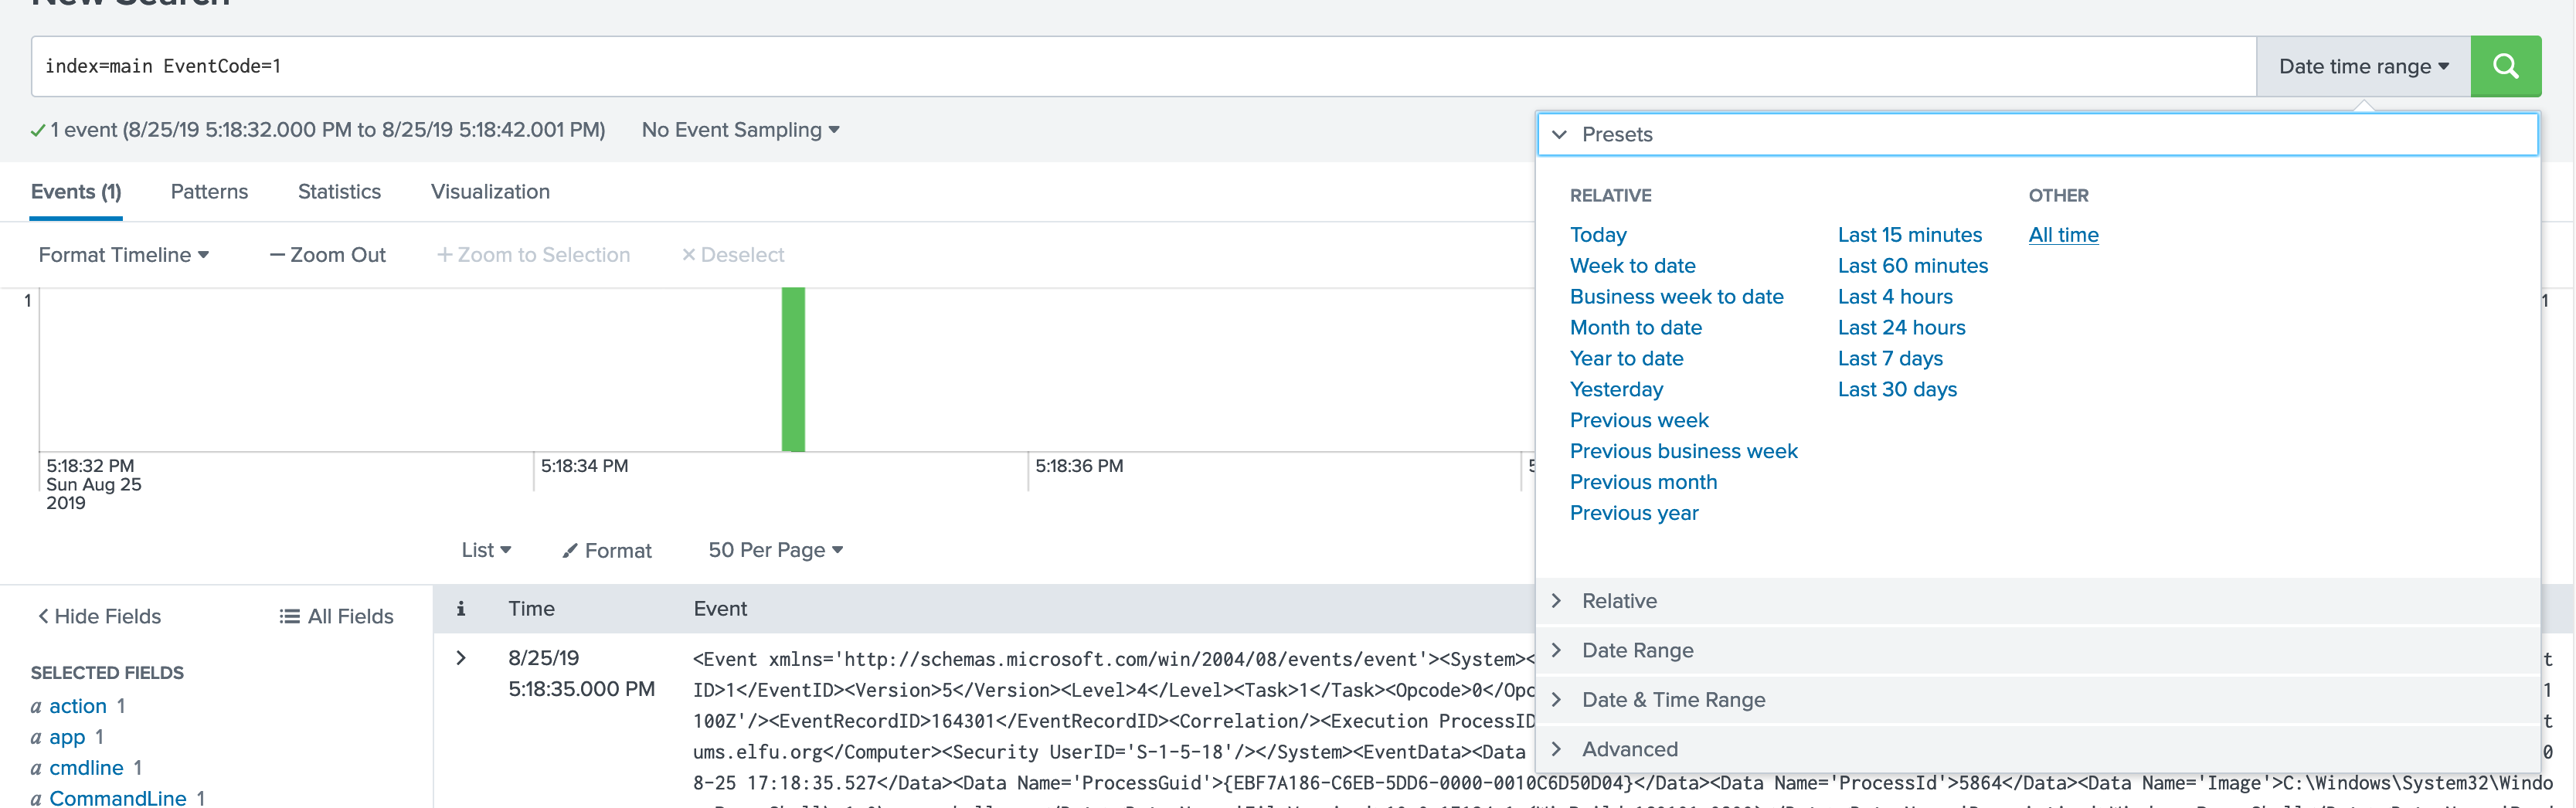 New Search
index=main EventCode=1
Date time range
1 event (8/25/19 5:18:32.000 PM to 8/25/19 5:18:42.001 PM)
No Event Sampling
Events (1)
Patterns
Statistics
Visualization
Format Timeline
Zoom Out
Zoom to Selection
Deselect
1
5:18:32 PM
Sun Aug 25
2019
5:18:34 PM
5:18:36 PM
5
1
Presets
RELATIVE
Today
Week to date
Business week to date
Month to date
Year to date
Yesterday
Previous week
Previous business week
Previous month
Previous year
Last 15 minutes
Last 60 minutes
Last 4 hours
Last 24 hours
Last 7 days
Last 30 days
OTHER
All time
Relative
Date Range
Date & Time Range
Advanced
List
Format
50 Per Page
Hide Fields
All Fields
SELECTED FIELDS
a action 1
a app 1
a cmdline 1
a CommandLine 1
i
Time
Event
8/25/19
5:18:35.000 PM
<Event xmlns='http://schemas.microsoft.com/win/2004/08/events/event'><System>< t
ID>1</EventID><Version>5</Version><Level>4</Level><Task>1</Task><Opcode>0</Opc 1
100Z'/><EventRecordID>164301</EventRecordID><Correlation/><Execution ProcessID t
ums.elfu.org</Computer><Security UserID='S-1-5-18'/></System><EventData><Data 0
8-25 17:18:35.527</Data><Data Name='ProcessGuid'>{EBF7A186-C6EB-5DD6-0000-0010C6D50D04}</Data><Data Name='ProcessId'>5864</Data><Data Name='Image'>C:\Windows\System32\Windo